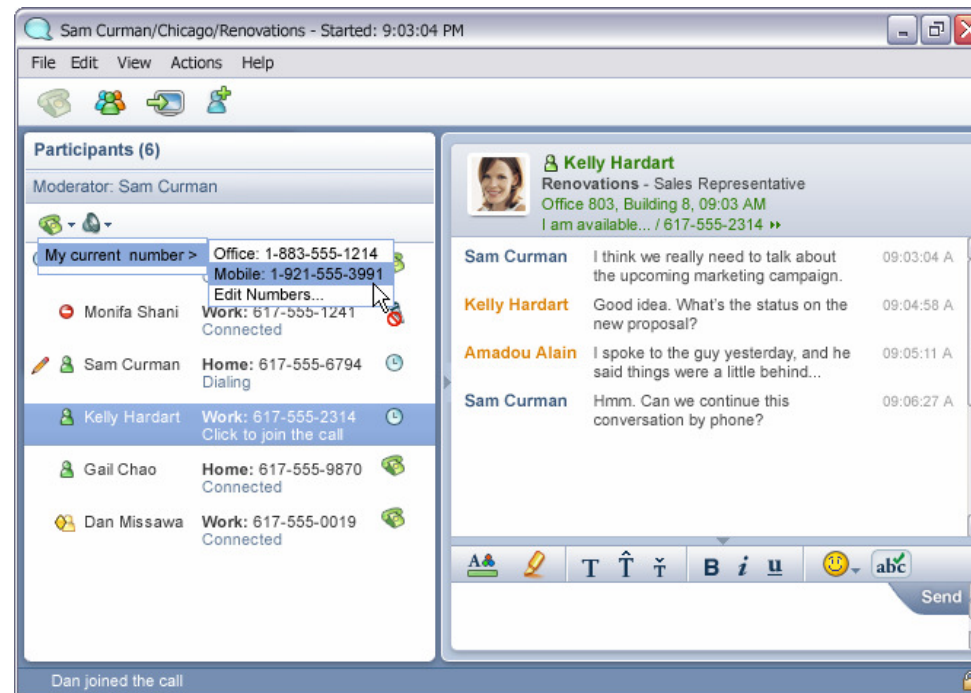 Sam Curman/Chicago/Renovations - Started: 9:03:04 PM
File Edit View Actions Help
Participants (6)
Moderator: Sam Curman
My current number >
Office: 1-883-555-1214
Mobile: 1-921-555-3991
Edit Numbers...
Monifa Shani Work: 617-555-1241
Connected
Sam Curman Home: 617-555-6794
Dialing
Kelly Hardart Work: 617-555-2314
Click to join the call
Gail Chao Home: 617-555-9870
Connected
Dan Missawa Work: 617-555-0019
Connected
Kelly Hardart
Renovations - Sales Representative
Office 803, Building 8, 09:03 AM
I am available... / 617-555-2314
Sam Curman I think we really need to talk about 09:03:04 A
the upcoming marketing campaign.
Kelly Hardart Good idea. What's the status on the 09:04:58 A
new proposal?
Amadou Alain I spoke to the guy yesterday, and he 09:05:11 A
said things were a little behind...
Sam Curman Hmm. Can we continue this 09:06:27 A
conversation by phone?
A T T T B i u abc
Send
Dan joined the call